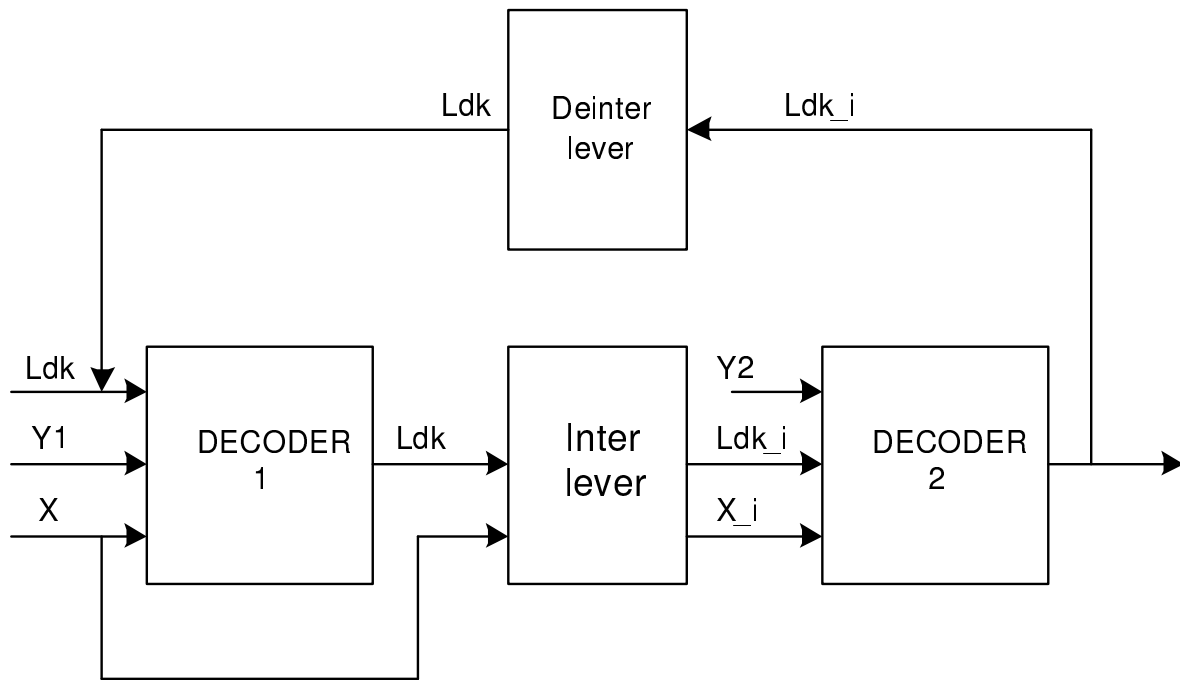 Ldk
Deinter
lever
Ldk_i
Ldk
Y1
X
DECODER
1
Ldk
Inter
lever
Y2
Ldk_i
X_i
DECODER
2